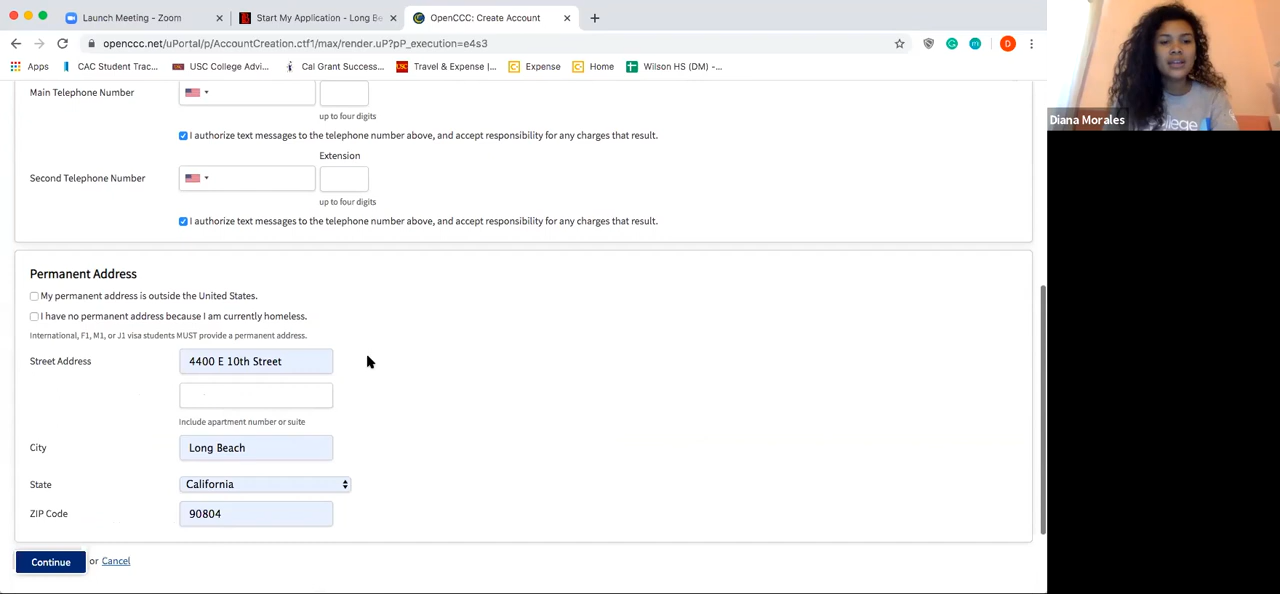 Launch Meeting - Zoom
Start My Application - Long Be
OpenCCC: Create Account
openccc.net/uPortal/p/AccountCreation.ctf1/max/render.uP?pP_execution=e4s3
D
Apps
CAC Student Trac...
USC College Advi...
Cal Grant Success...
Travel & Expense |...
Expense
Home
Wilson HS (DM) -...
Diana Morales
Main Telephone Number
up to four digits
I authorize text messages to the telephone number above, and accept responsibility for any charges that result.
Extension
Second Telephone Number
up to four digits
I authorize text messages to the telephone number above, and accept responsibility for any charges that result.
Permanent Address
My permanent address is outside the United States.
I have no permanent address because I am currently homeless.
International, F1, M1, or J1 visa students MUST provide a permanent address.
Street Address
4400 E 10th Street
Include apartment number or suite
City
Long Beach
State
California
ZIP Code
90804
Continue or Cancel